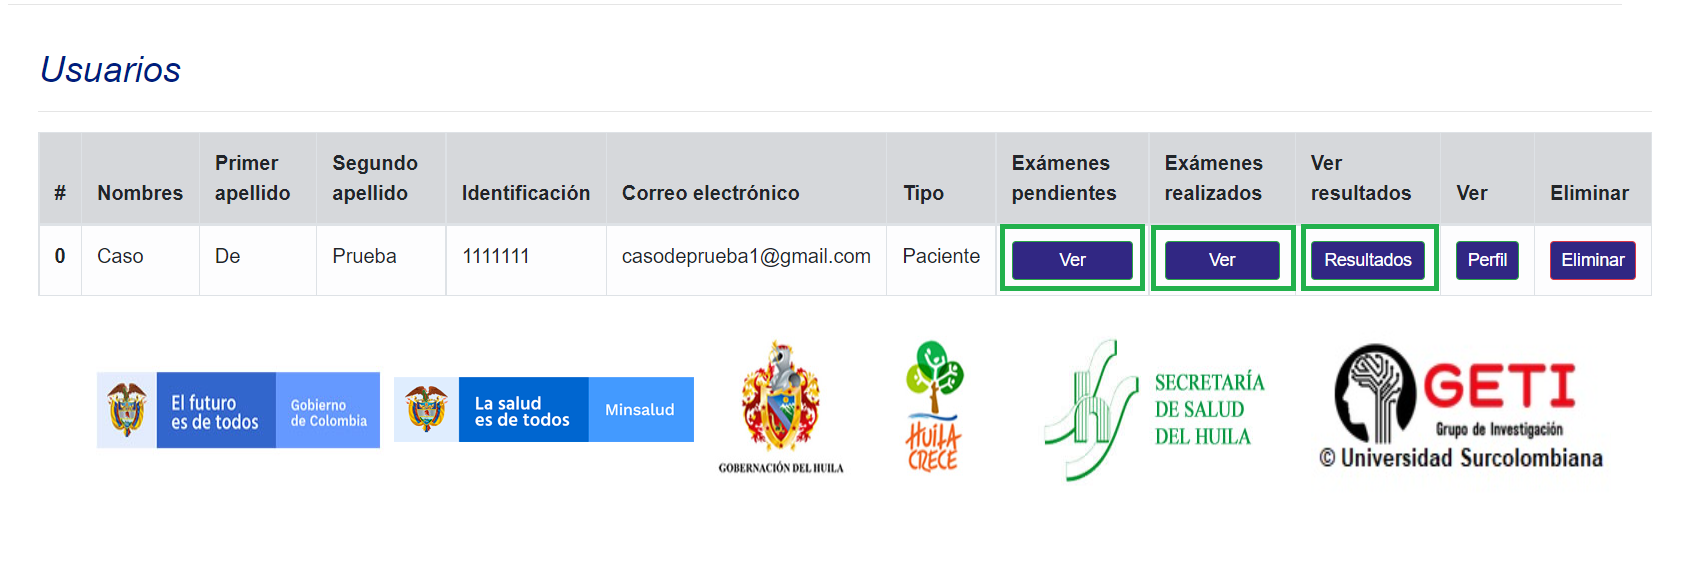 Usuarios
# Nombres Primer apellido Segundo apellido Identificación Correo electrónico Tipo Exámenes pendientes Exámenes realizados Ver resultados Ver Eliminar
0 Caso De Prueba 1111111 casodeprueba1@gmail.com Paciente Ver Ver Resultados Perfil Eliminar
El futuro
es de todos
Gobierno
de Colombia
La salud
es de todos
Minsalud
GOBERNACIÓN DEL HUILA
HUILA
CRECE
SECRETARÍA
DE SALUD
DEL HUILA
GETI
Grupo de Investigación
© Universidad Surcolombiana